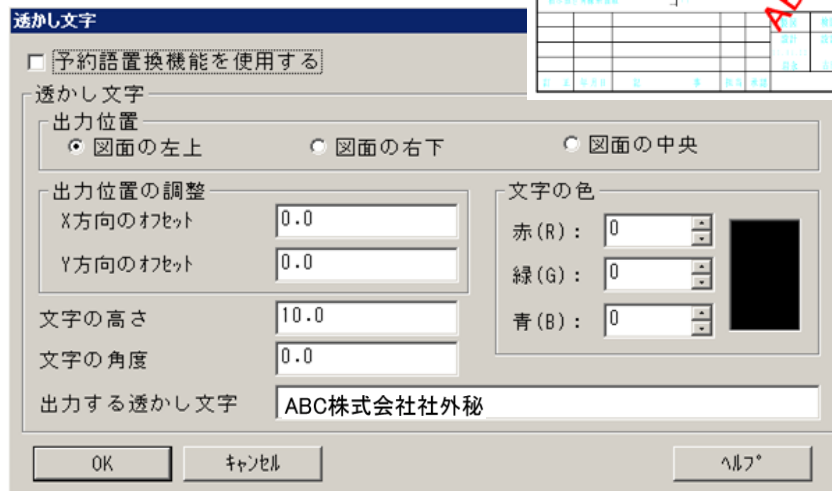 透かし文字
予約語置換機能を使用する
透かし文字
出力位置
図面の左上 図面の右下 図面の中央
出力位置の調整
X方向のｵﾌｾｯﾄ 0.0
Y方向のｵﾌｾｯﾄ 0.0
文字の色
赤(R): 0
緑(G): 0
青(B): 0
文字の高さ 10.0
文字の角度 0.0
出力する透かし文字 ABC株式会社社外秘
OK ｷｬﾝｾﾙ ﾍﾙﾌﾟ